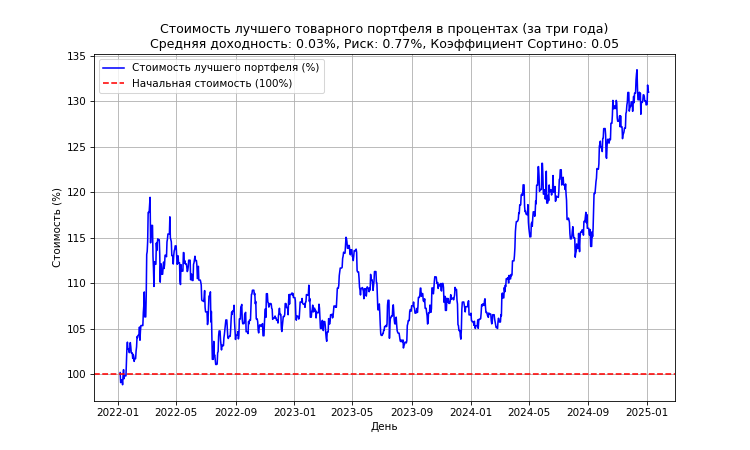 Стоимость лучшего товарного портфеля в процентах (за три года)
Средняя доходность: 0.03%, Риск: 0.77%, Коэффициент Сортино: 0.05
Стоимость лучшего портфеля (%)
Начальная стоимость (100%)
Стоимость (%)
135
130
125
120
115
110
105
100
2022-01 2022-05 2022-09 2023-01 2023-05 2023-09 2024-01 2024-05 2024-09 2025-01
День